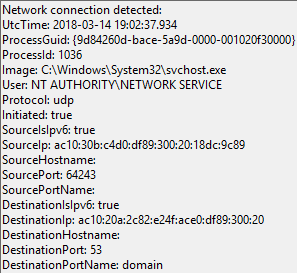 Network connection detected:
UtcTime: 2018-03-14 19:02:37.934
ProcessGuid: {9d84260d-bace-5a9d-0000-001020f30000}
ProcessId: 1036
Image: C:\Windows\System32\svchost.exe
User: NT AUTHORITY\NETWORK SERVICE
Protocol: udp
Initiated: true
SourceIsIpv6: true
SourceIp: ac10:30b:c4d0:df89:300:20:18dc:9c89
SourceHostname:
SourcePort: 64243
SourcePortName:
DestinationIsIpv6: true
DestinationIp: ac10:20a:2c82:e24f:ace0:df89:300:20
DestinationHostname:
DestinationPort: 53
DestinationPortName: domain